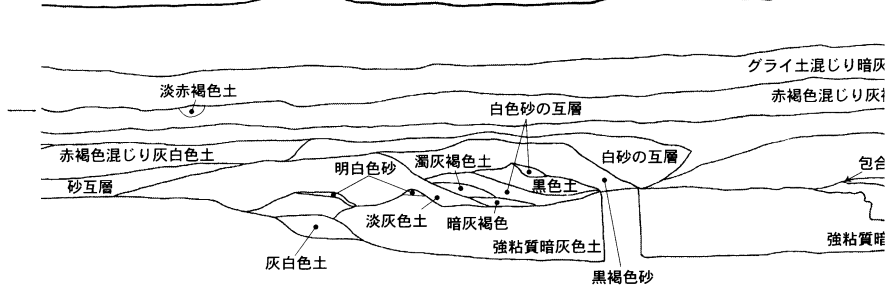 グライ土混じり暗灰
淡赤褐色土
赤褐色混じり灰
白色砂の互層
赤褐色混じり灰白色土
明白色砂
濁灰褐色土
白砂の互層
包含
砂互層
黒色土
淡灰色土
暗灰褐色
強粘質暗灰色土
強粘質暗
灰白色土
黒褐色砂